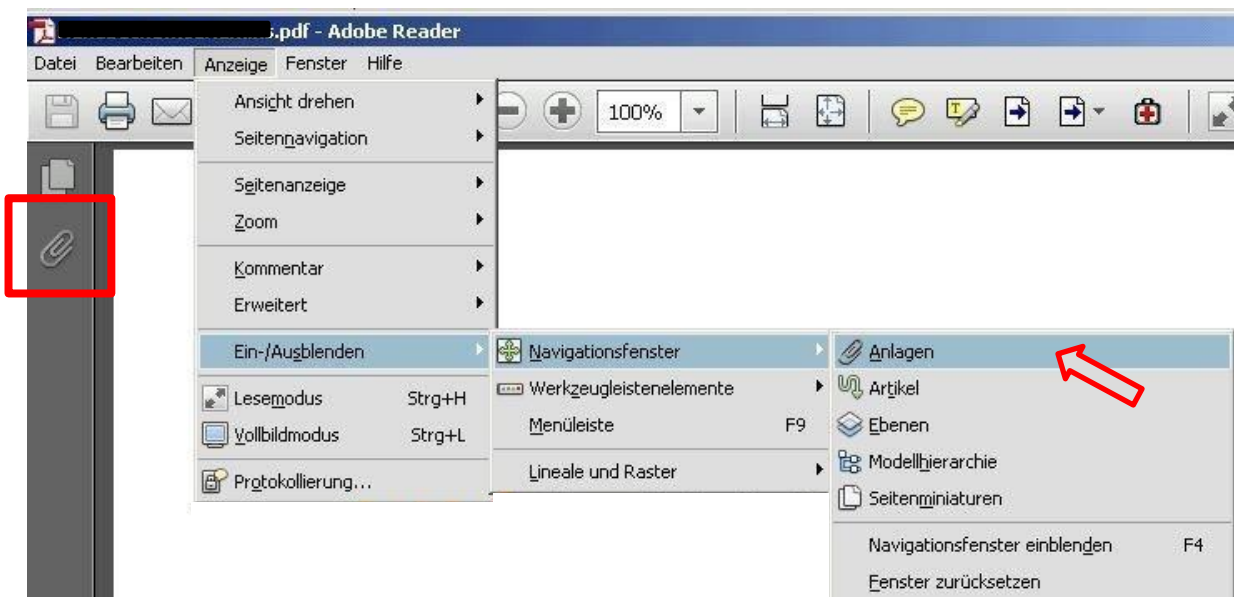 .pdf - Adobe Reader
Datei Bearbeiten Anzeige Fenster Hilfe
100%
Ansicht drehen
Seitennavigation
Seitenanzeige
Zoom
Kommentar
Erweitert
Ein-/Ausblenden
Lesemodus Strg+H
Vollbildmodus Strg+L
Protokollierung...
Navigationsfenster
Werkzeugleistenelemente
Menüleiste F9
Lineale und Raster
Anlagen
Artikel
Ebenen
Modellhierarchie
Seitenminiaturen
Navigationsfenster einblenden F4
Fenster zurücksetzen